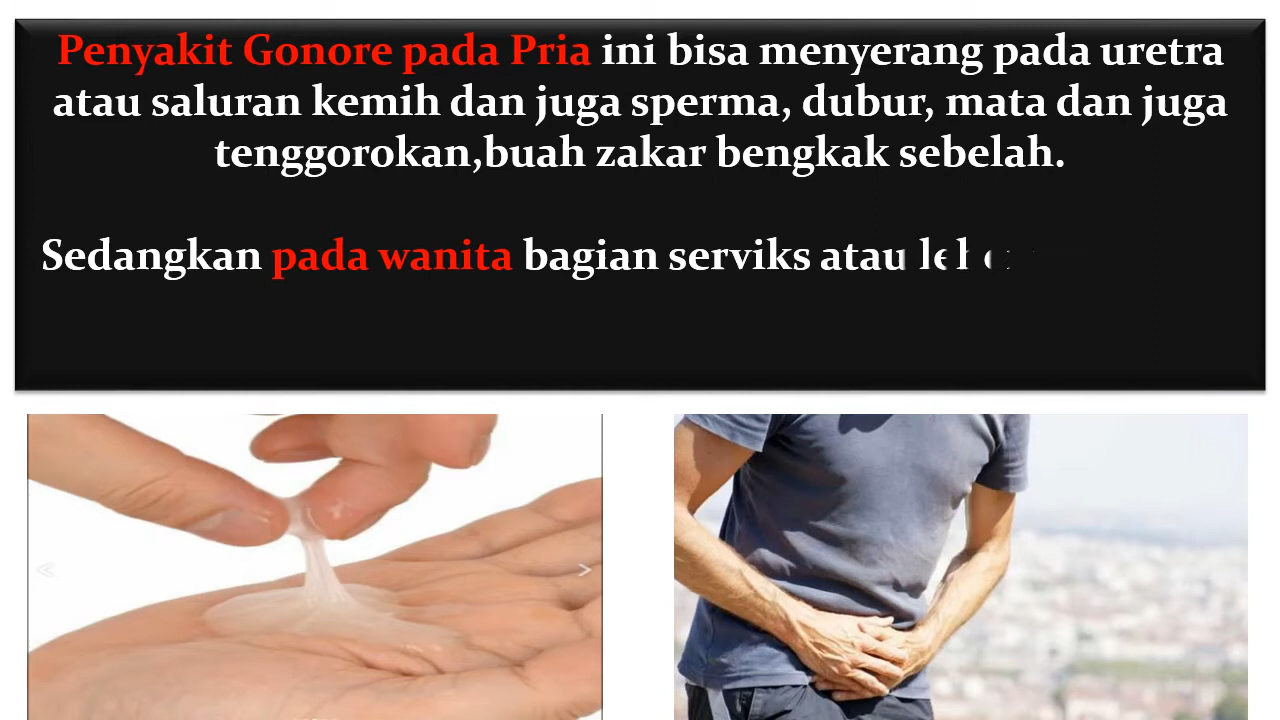 Penyakit Gonore pada Pria ini bisa menyerang pada uretra
atau saluran kemih dan juga sperma, dubur, mata dan juga
tenggorokan,buah zakar bengkak sebelah.
Sedangkan pada wanita bagian serviks atau